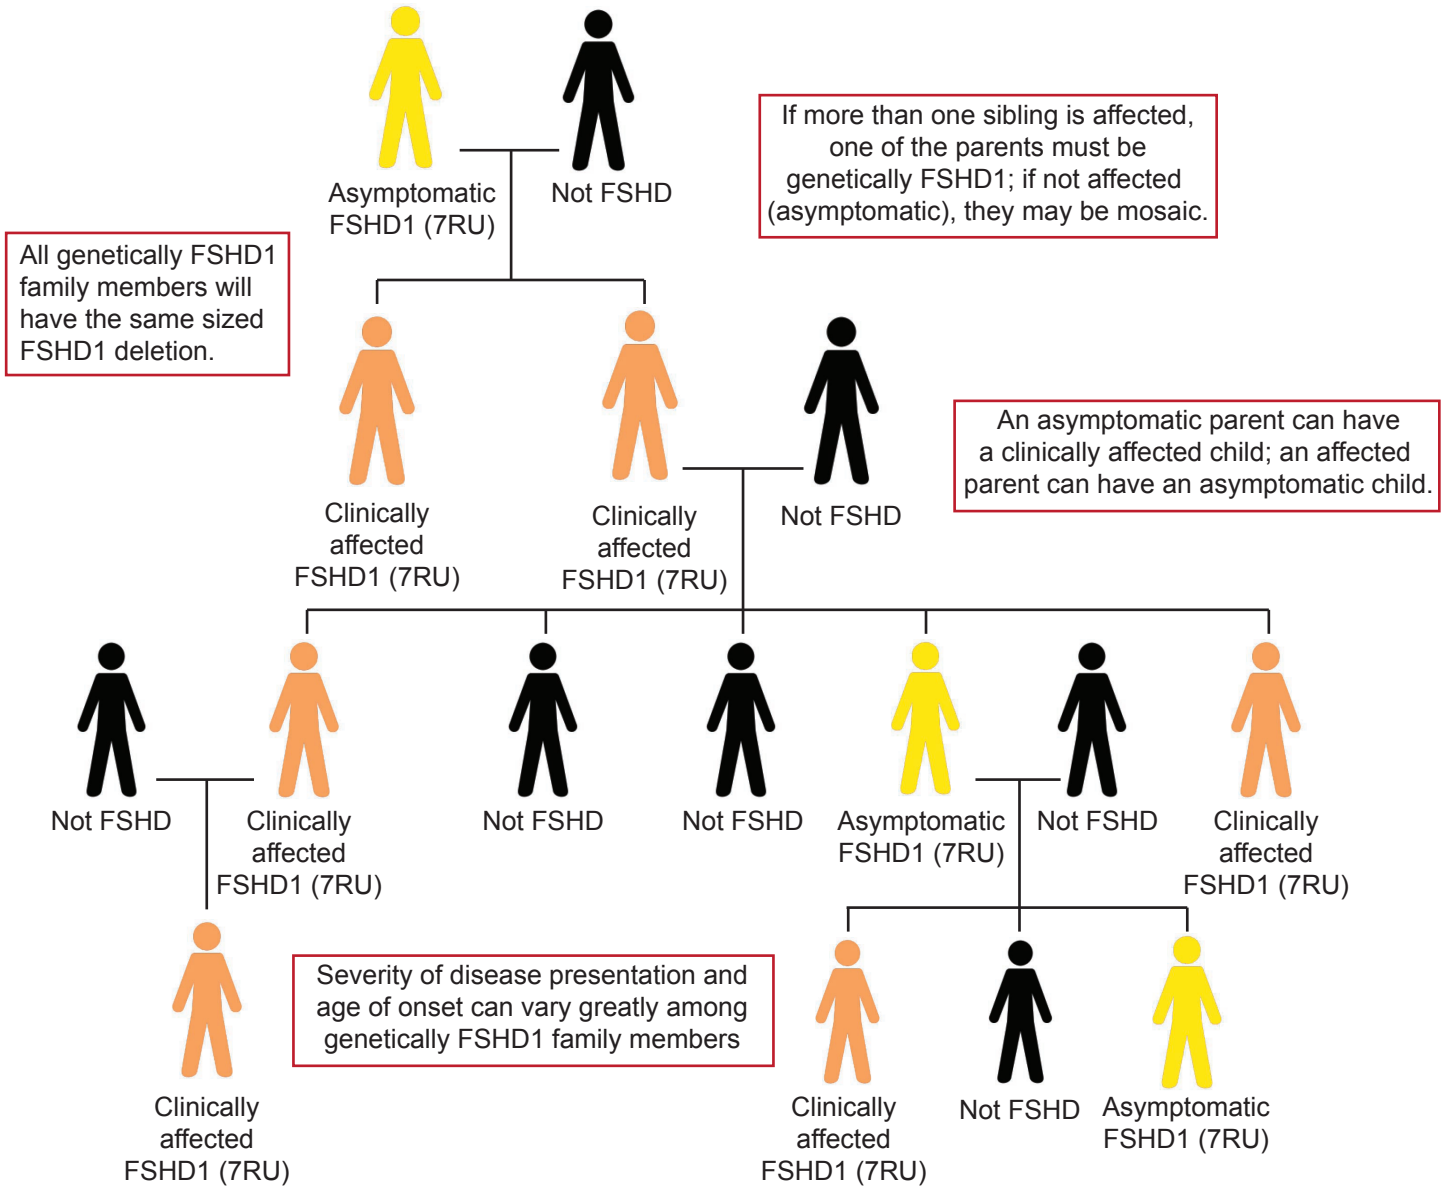 Asymptomatic
FSHD1 (7RU)
Not FSHD
If more than one sibling is affected,
one of the parents must be
genetically FSHD1; if not affected
(asymptomatic), they may be mosaic.
All genetically FSHD1
family members will
have the same sized
FSHD1 deletion.
Clinically
affected
FSHD1 (7RU)
Clinically
affected
FSHD1 (7RU)
Not FSHD
An asymptomatic parent can have
a clinically affected child; an affected
parent can have an asymptomatic child.
Not FSHD
Clinically
affected
FSHD1 (7RU)
Not FSHD
Not FSHD
Asymptomatic
FSHD1 (7RU)
Not FSHD
Clinically
affected
FSHD1 (7RU)
Clinically
affected
FSHD1 (7RU)
Severity of disease presentation and
age of onset can vary greatly among
genetically FSHD1 family members
Clinically
affected
FSHD1 (7RU)
Not FSHD
Asymptomatic
FSHD1 (7RU)